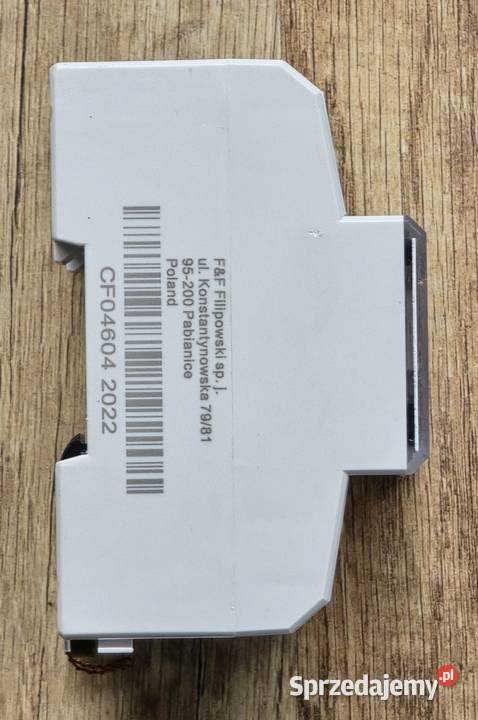 F&F Filipowski sp. j.
ul. Konstantynowska 79/81
95-200 Pabianice
Poland
CF04604 2022
Sprzedajemy.pl